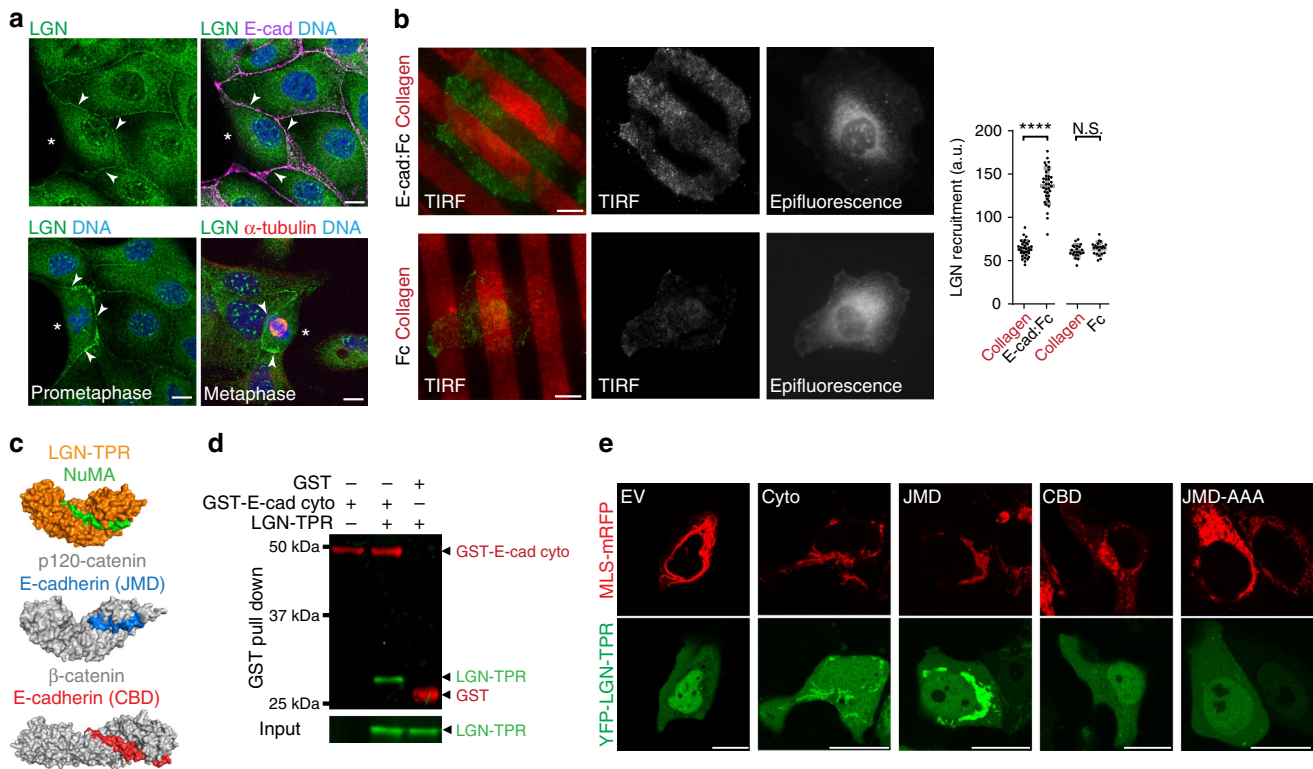 a
LGN
LGN E-cad DNA
*
*
LGN DNA
LGN α-tubulin DNA
*
*
Prometaphase
Metaphase
b
E-cad:Fc Collagen
TIRF
TIRF
Epifluorescence
Fc Collagen
TIRF
TIRF
Epifluorescence
LGN recruitment (a.u.)
200
150
100
50
0
****
N.S.
Collagen
E-cad:Fc
Collagen
Fc
c
LGN-TPR
NuMA
p120-catenin
E-cadherin (JMD)
β-catenin
E-cadherin (CBD)
d
GST – – +
GST-E-cad cyto + + –
LGN-TPR – + +
GST pull down
50 kDa
37 kDa
25 kDa
GST-E-cad cyto
LGN-TPR
GST
Input
LGN-TPR
e
EV
Cyto
JMD
CBD
JMD-AAA
MLS-mRFP
YFP-LGN-TPR